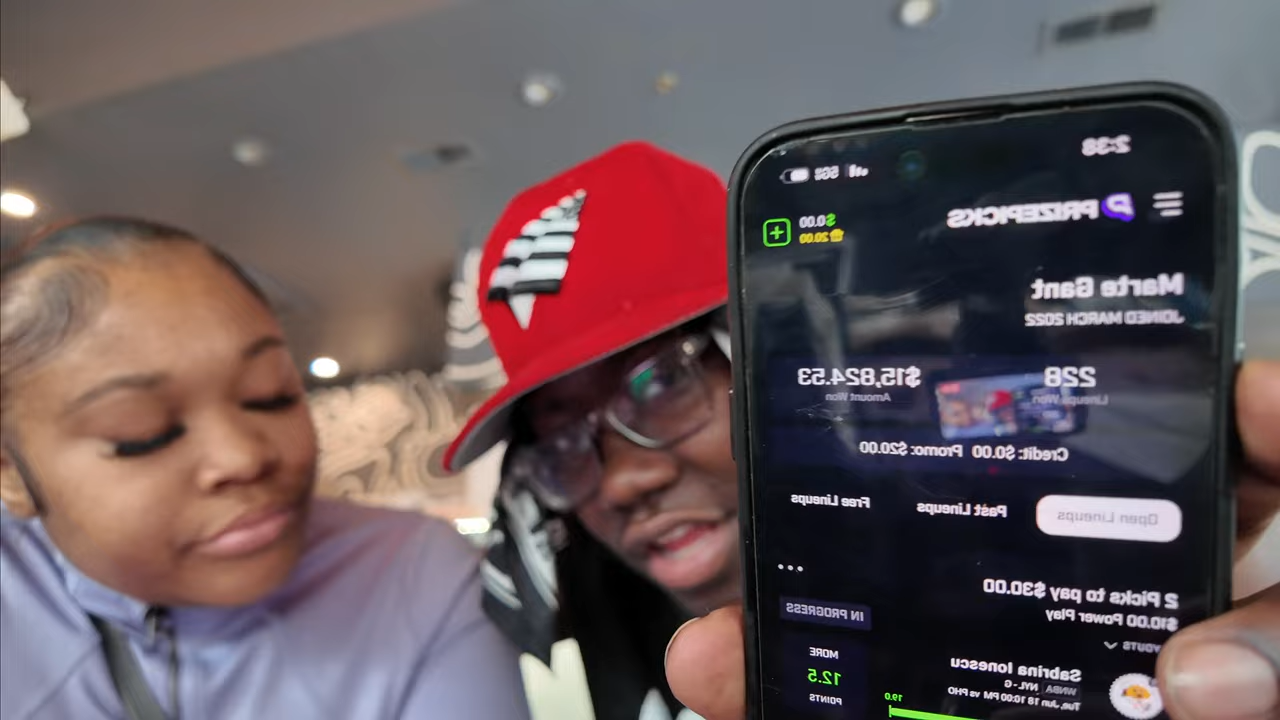 2:38
5G
PRIZEPICKS
$0.00
20.00
Marte Gant
JOINED MARCH 2022
228
Lineups Won
$15,824.53
Amount Won
Credit: $0.00 Promo: $20.00
Open Lineups
Past Lineups
Free Lineups
2 Picks to pay $30.00
$10.00 Power Play
IN PROGRESS
Sabrina Ionescu
WNBA NYL - G
Tue, Jun 18 10:00 PM vs PHO
MORE
12.5
POINTS
19.0